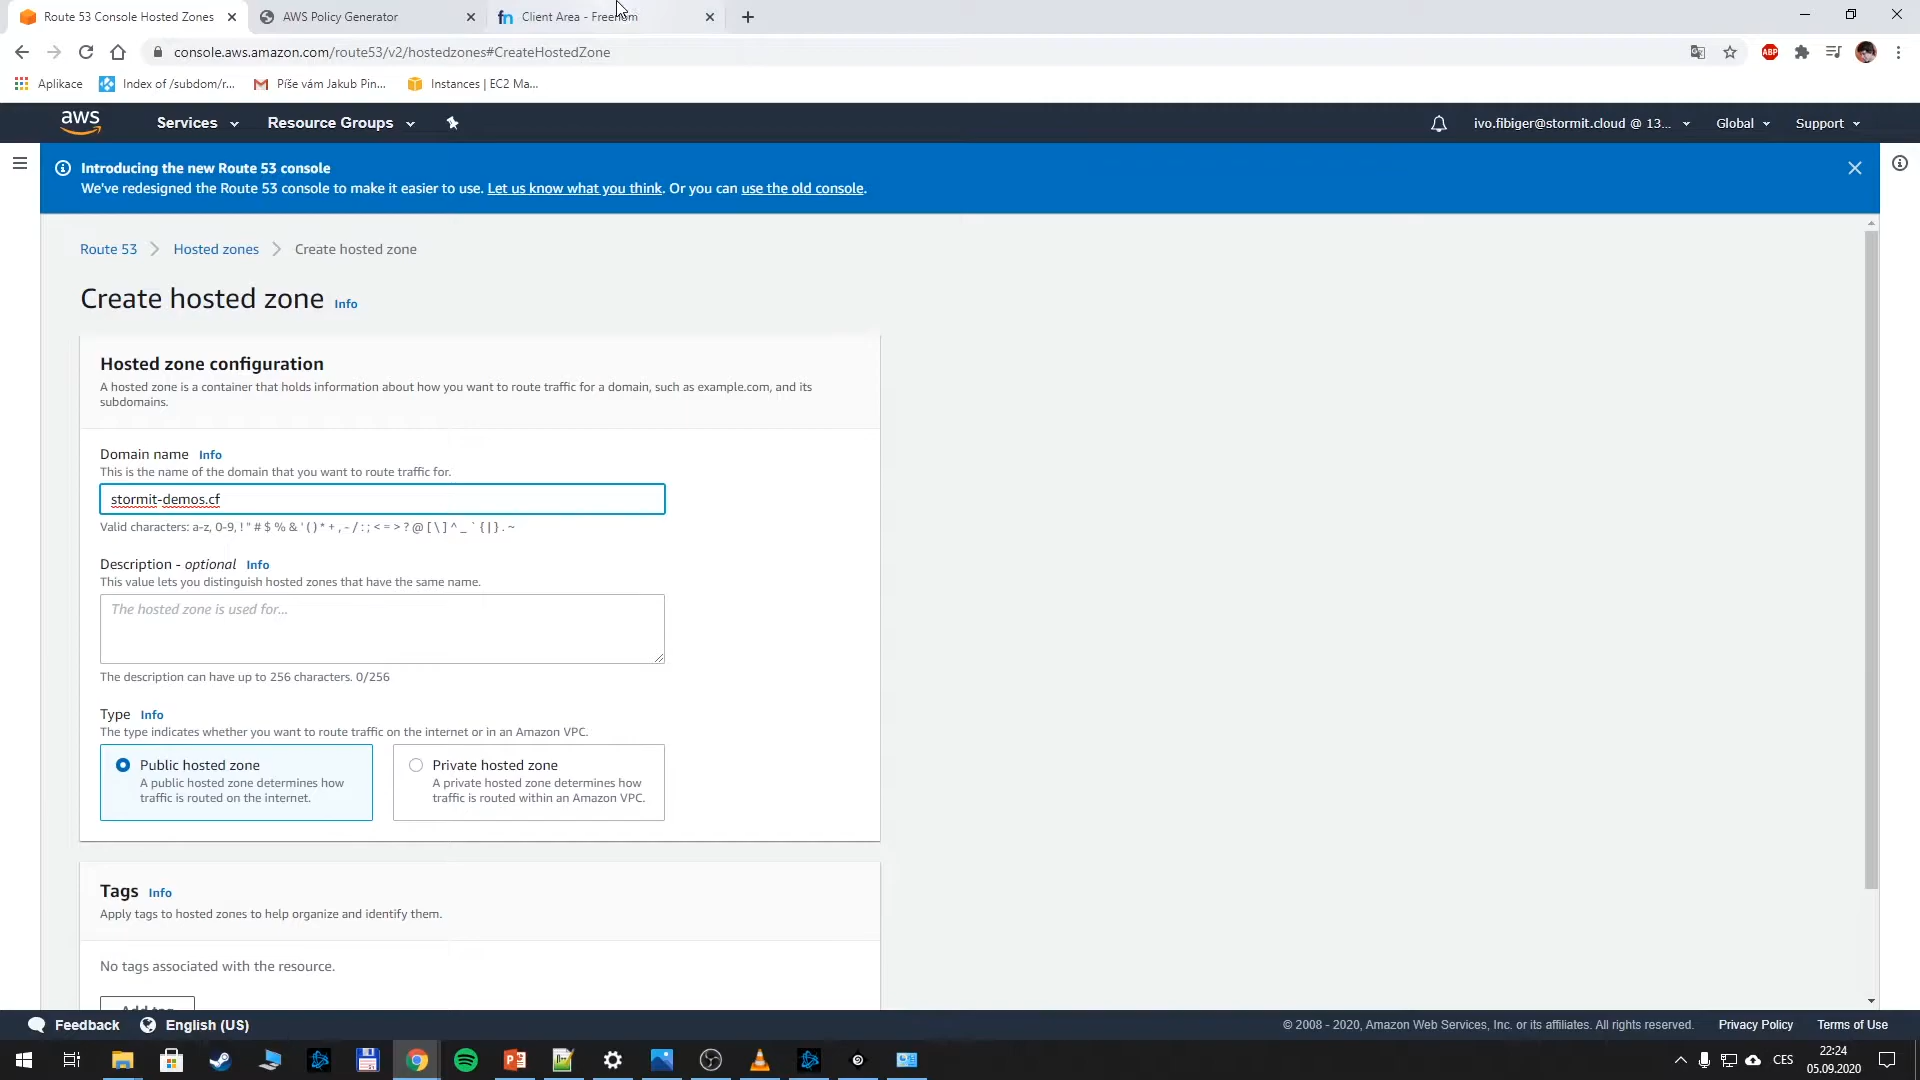 Route 53 Console Hosted Zones
AWS Policy Generator
fn Client Area - Freenom
console.aws.amazon.com/route53/v2/hostedzones#CreateHostedZone
ABP
Aplikace
Index of /subdom/r...
Píše vám Jakub Pin...
Instances | EC2 Ma...
aws
Services
Resource Groups
ivo.fibiger@stormit.cloud @ 13...
Global
Support
Introducing the new Route 53 console
We've redesigned the Route 53 console to make it easier to use. Let us know what you think. Or you can use the old console.
Route 53
Hosted zones
Create hosted zone
Create hosted zone Info
Hosted zone configuration
A hosted zone is a container that holds information about how you want to route traffic for a domain, such as example.com, and its
subdomains.
Domain name Info
This is the name of the domain that you want to route traffic for.
stormit-demos.cf
Valid characters: a-z, 0-9, ! " # $ % & ' ( ) * + , - / : ; < = > ? @ [ \ ] ^ _ ` { | } . ~
Description - optional Info
This value lets you distinguish hosted zones that have the same name.
The hosted zone is used for...
The description can have up to 256 characters. 0/256
Type Info
The type indicates whether you want to route traffic on the internet or in an Amazon VPC.
Public hosted zone
A public hosted zone determines how
traffic is routed on the internet.
Private hosted zone
A private hosted zone determines how
traffic is routed within an Amazon VPC.
Tags Info
Apply tags to hosted zones to help organize and identify them.
No tags associated with the resource.
Add tag
Feedback
English (US)
© 2008 - 2020, Amazon Web Services, Inc. or its affiliates. All rights reserved.
Privacy Policy
Terms of Use
CES
22:24
05.09.2020